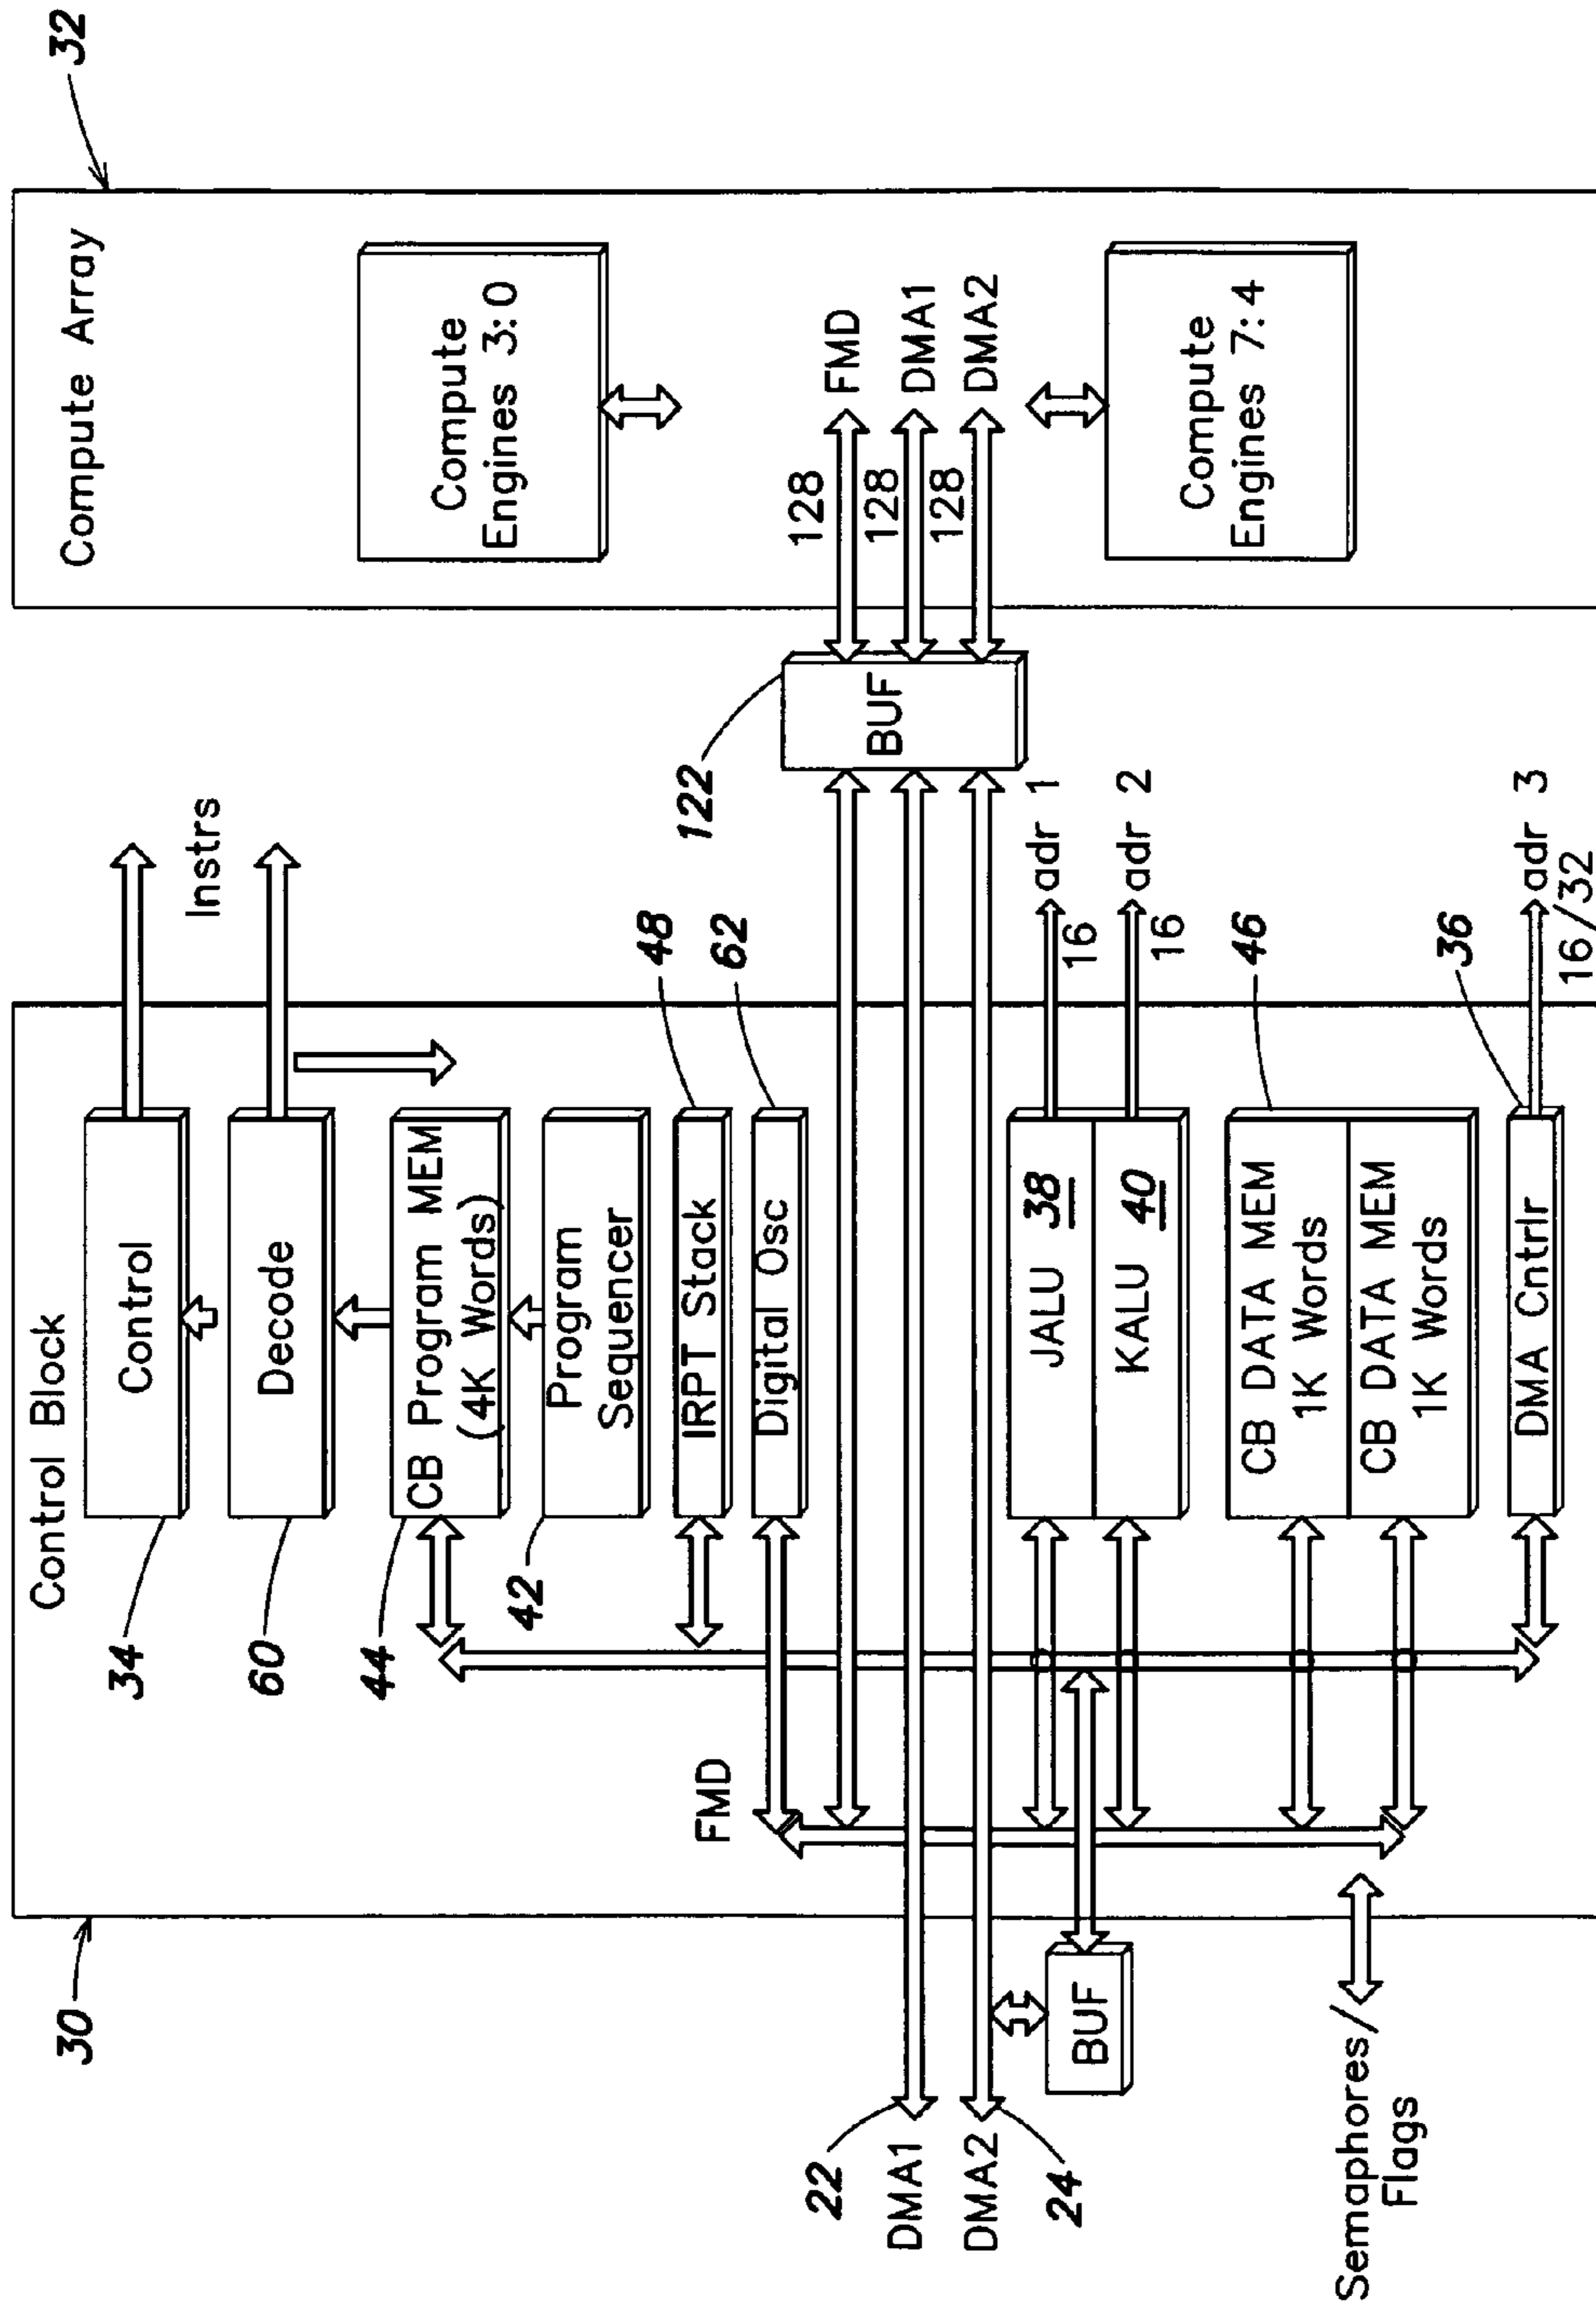 30
Control Block
34
Control
60
Decode
Instrs
44
CB Program MEM
(4K Words)
42
Program
Sequencer
IRPT Stack
48
Digital Osc
62
FMD
22
DMA1
DMA2
24
BUF
JALU 38
KALU 40
16
adr 1
16
adr 2
CB DATA MEM
1K Words
CB DATA MEM
1K Words
46
DMA Cntrlr
36
adr 3
16/32
Semaphores/
Flags
122
BUF
32
Compute Array
Compute
Engines 3:0
128
FMD
128
DMA1
128
DMA2
Compute
Engines 7:4